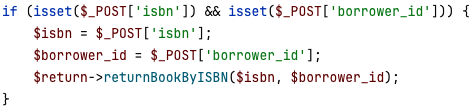 if (isset($_POST['isbn']) && isset($_POST['borrower_id'])) {
    $isbn = $_POST['isbn'];
    $borrower_id = $_POST['borrower_id'];
    $return->returnBookByISBN($isbn, $borrower_id);
}